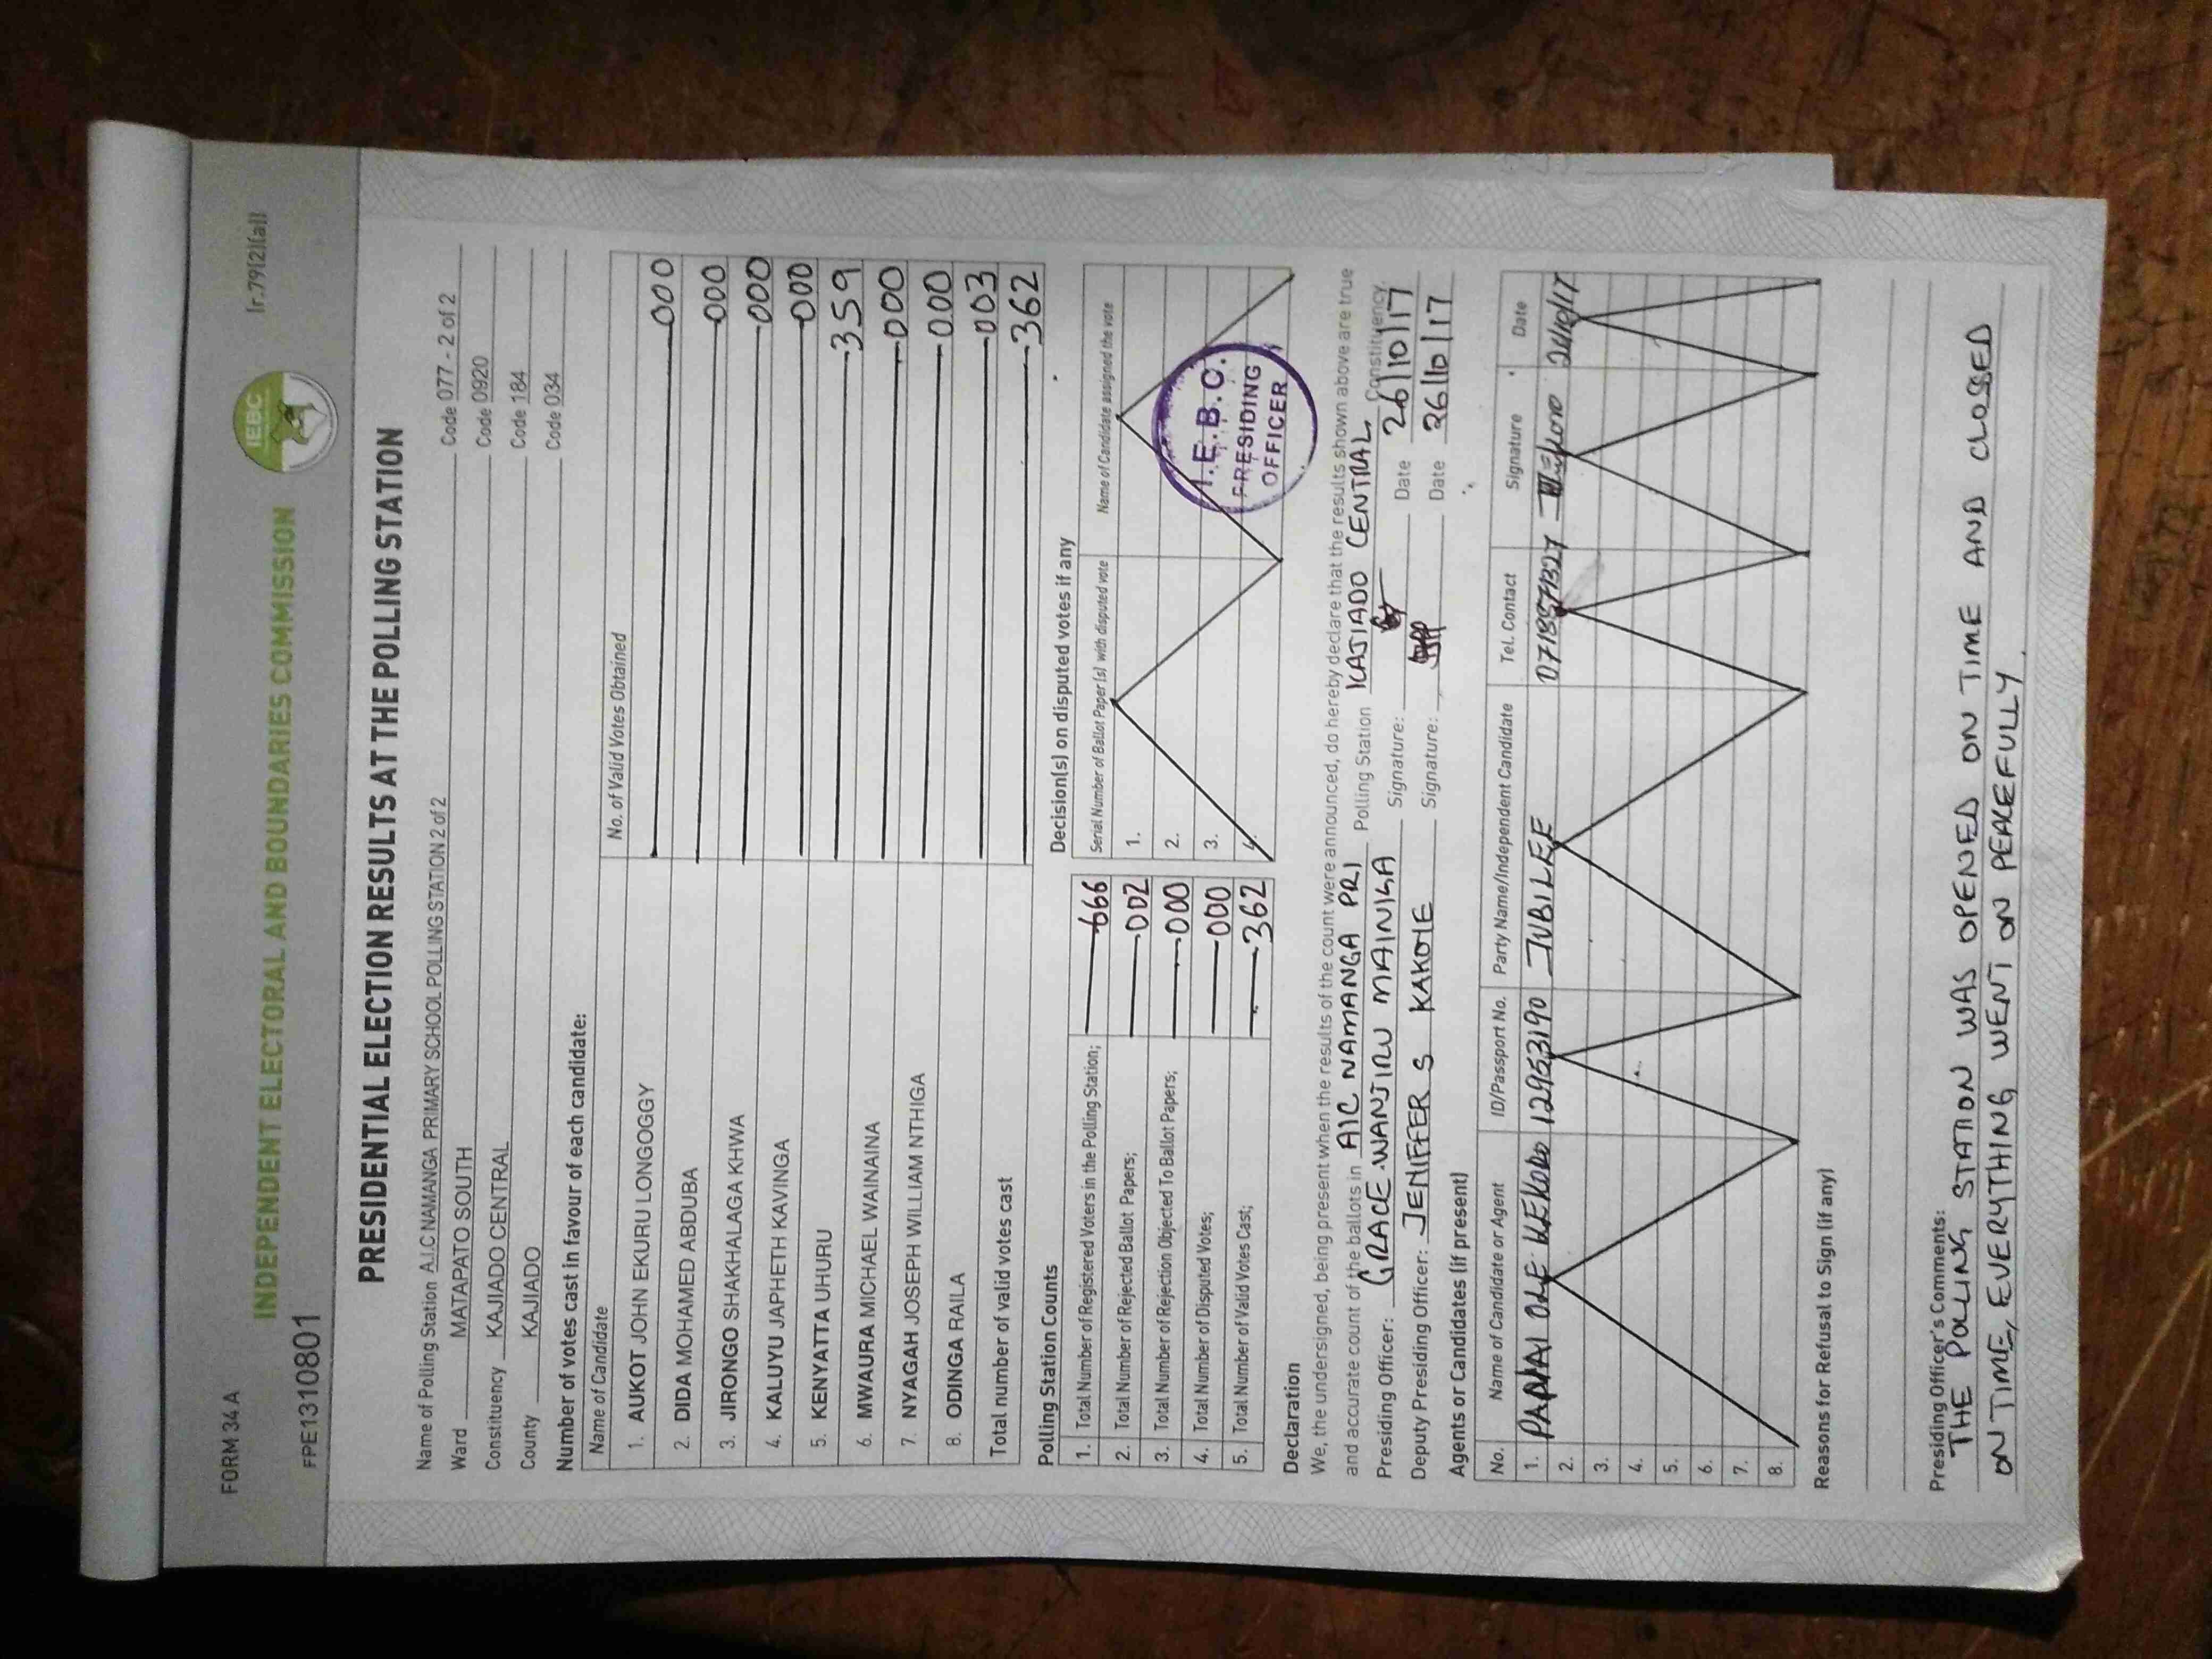 FORM 34 A
INDEPENDENT ELECTORAL AND BOUNDARIES COMMISSION
IEBC
(r.79(2)(a))
FPE1310801
PRESIDENTIAL ELECTION RESULTS AT THE POLLING STATION
Name of Polling Station A.I.C NAMANGA PRIMARY SCHOOL POLLING STATION 2 of 2 Code 077 - 2 of 2
Ward MATAPATO SOUTH Code 0920
Constituency KAJIADO CENTRAL Code 184
County KAJIADO Code 034
Number of votes cast in favour of each candidate:
Name of Candidate No. of Valid Votes Obtained
1. AUKOT JOHN EKURU LONGOGGY 000
2. DIDA MOHAMED ABDUBA 000
3. JIRONGO SHAKHALAGA KHWA 000
4. KALUYU JAPHETH KAVINGA 000
5. KENYATTA UHURU 359
6. MWAURA MICHAEL WAINAINA 000
7. NYAGAH JOSEPH WILLIAM NTHIGA 000
8. ODINGA RAILA 003
Total number of valid votes cast 362
Polling Station Counts
1. Total Number of Registered Voters in the Polling Station; 666
2. Total Number of Rejected Ballot Papers; 002
3. Total Number of Rejection Objected To Ballot Papers; 000
4. Total Number of Disputed Votes; 000
5. Total Number of Valid Votes Cast; 362
Decision(s) on disputed votes if any
Serial Number of Ballot Paper (s) with disputed vote Name of Candidate assigned the vote
1.
2.
3.
4.
I.E.B.C.
PRESIDING
OFFICER
Declaration
We, the undersigned, being present when the results of the count were announced, do hereby declare that the results shown above are true
and accurate count of the ballots in AIC NAMANGA PRI Polling Station KAJIADO CENTRAL Constituency
Presiding Officer: GRACE WANJIRU MAINGA Signature: Date 26/10/17
Deputy Presiding Officer: JENIFFER S KAKOIE Signature: Date 26/10/17
Agents or Candidates (if present)
No. Name of Candidate or Agent ID/Passport No. Party Name/Independent Candidate Tel. Contact Signature Date
1. OLE 12953190 JUBILEE 26/10/17
2.
3.
4.
5.
6.
7.
8.
Reasons for Refusal to Sign (if any)
Presiding Officer's Comments:
THE POLLING STATION WAS OPENED ON TIME AND CLOSSED
ON TIME, EVERYTHING WENT ON PEACEFULLY.